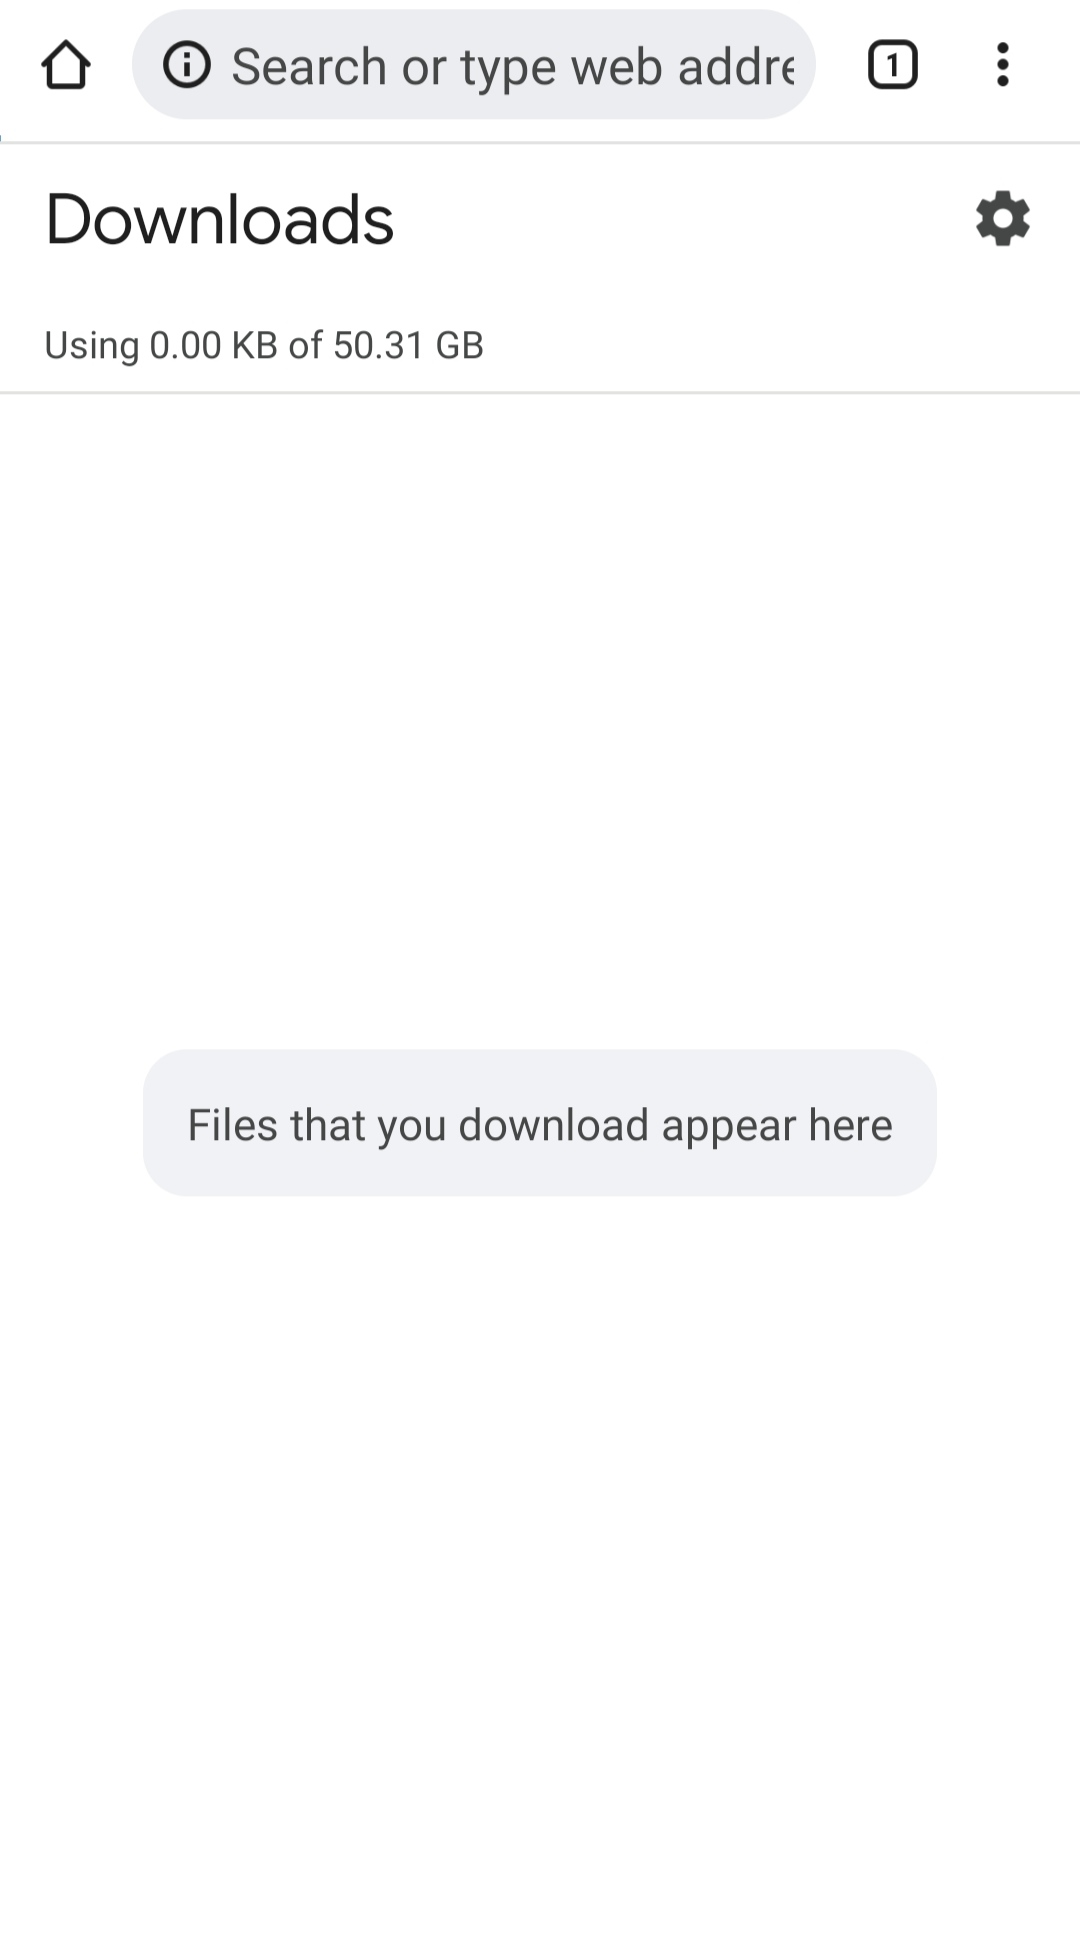 Search or type web addre
1
Downloads
Using 0.00 KB of 50.31 GB
Files that you download appear here